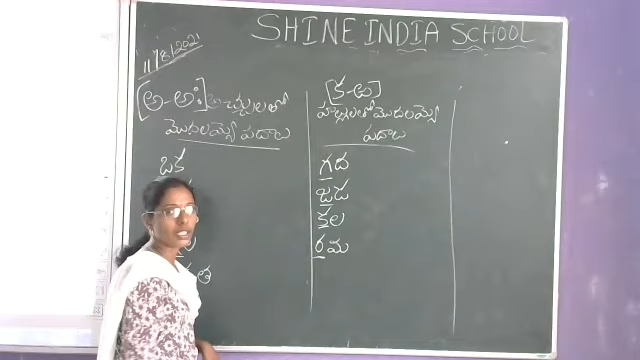 SHINE INDIA SCHOOL
11/8/2021
[అ-అః] అచ్చులతో
మొదలయ్యే పదాలు
ఒక
[క-ఱ]
హల్లులతో మొదలయ్యే
పదాలు
గద
జడ
కల
రమ